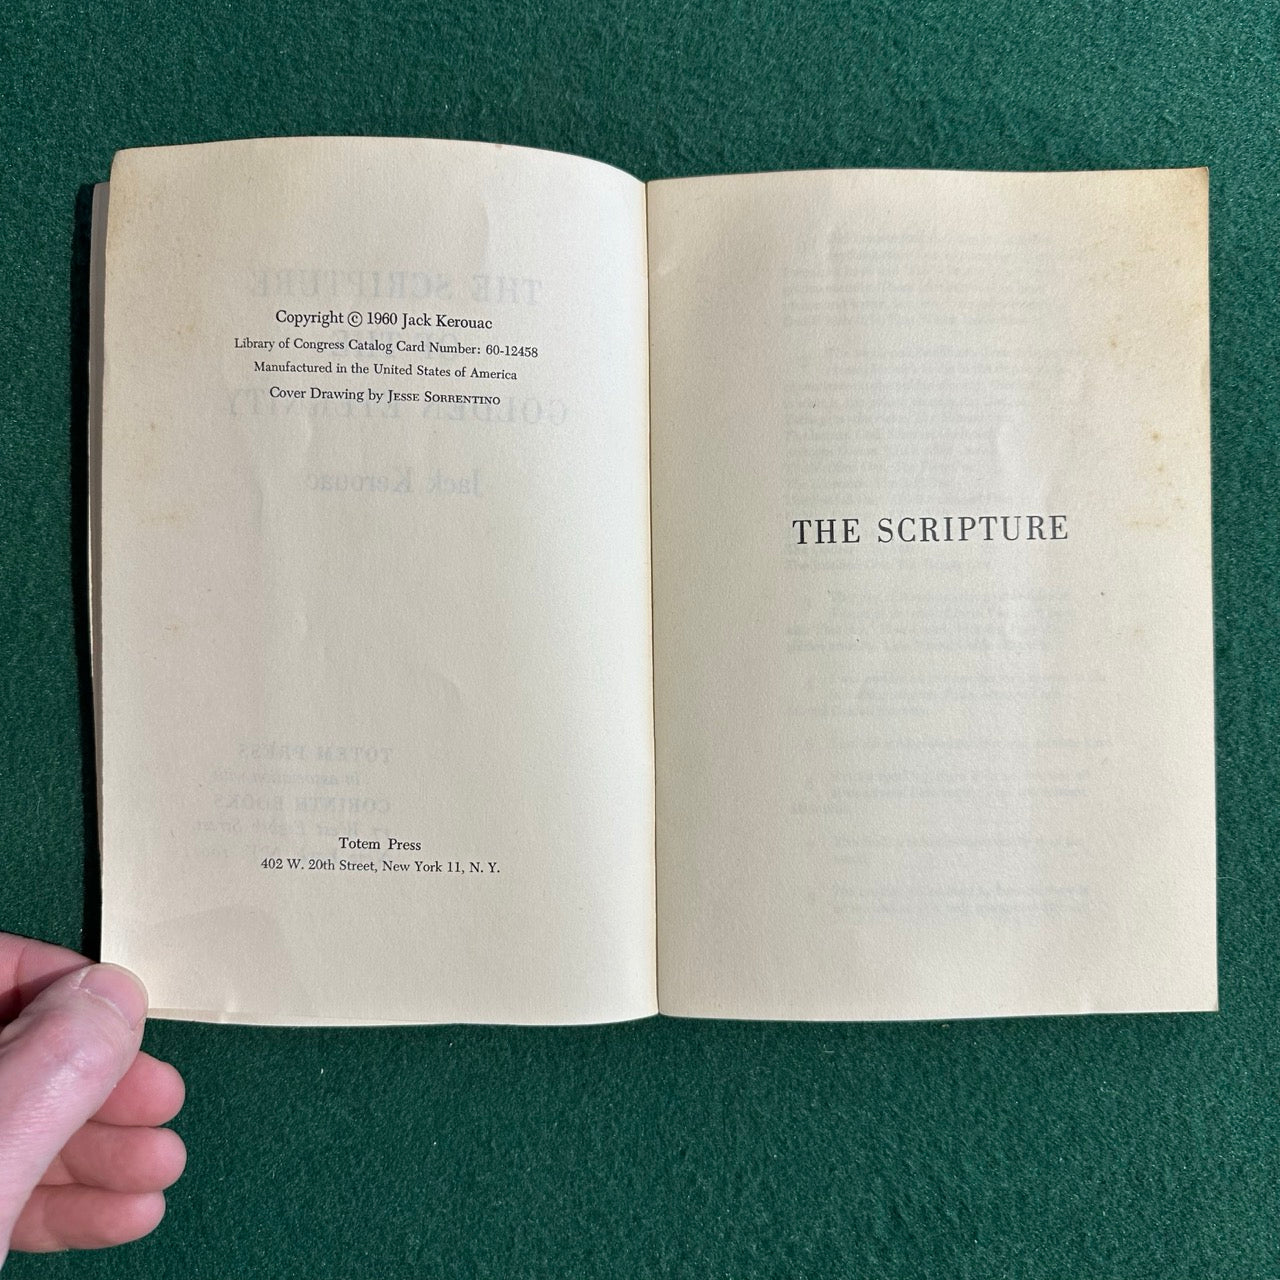 Copyright © 1960 Jack Kerouac
Library of Congress Catalog Card Number: 60-12458
Manufactured in the United States of America
Cover Drawing by Jesse Sorrentino
Totem Press
402 W. 20th Street, New York 11, N. Y.
THE SCRIPTURE